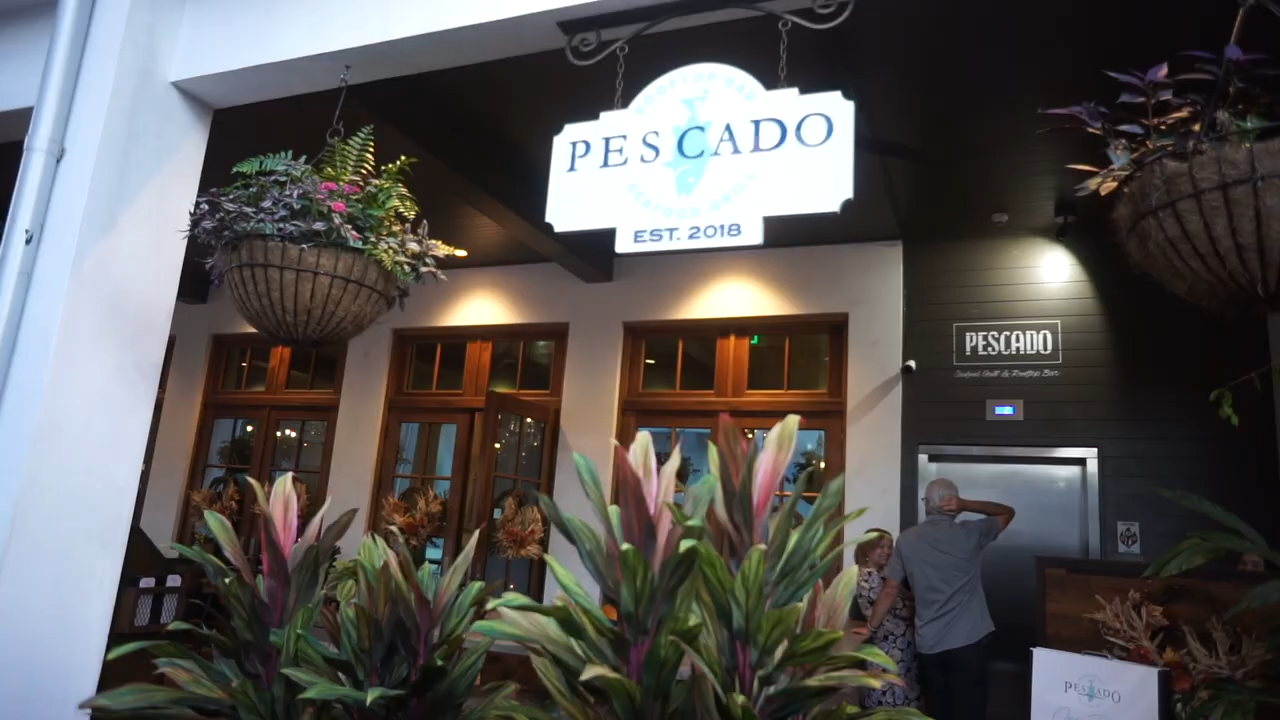 ROOFTOP BAR
PESCADO
SEAFOOD GRILL
EST. 2018
PESCADO
Seafood Grill & Rooftop Bar
PESCADO